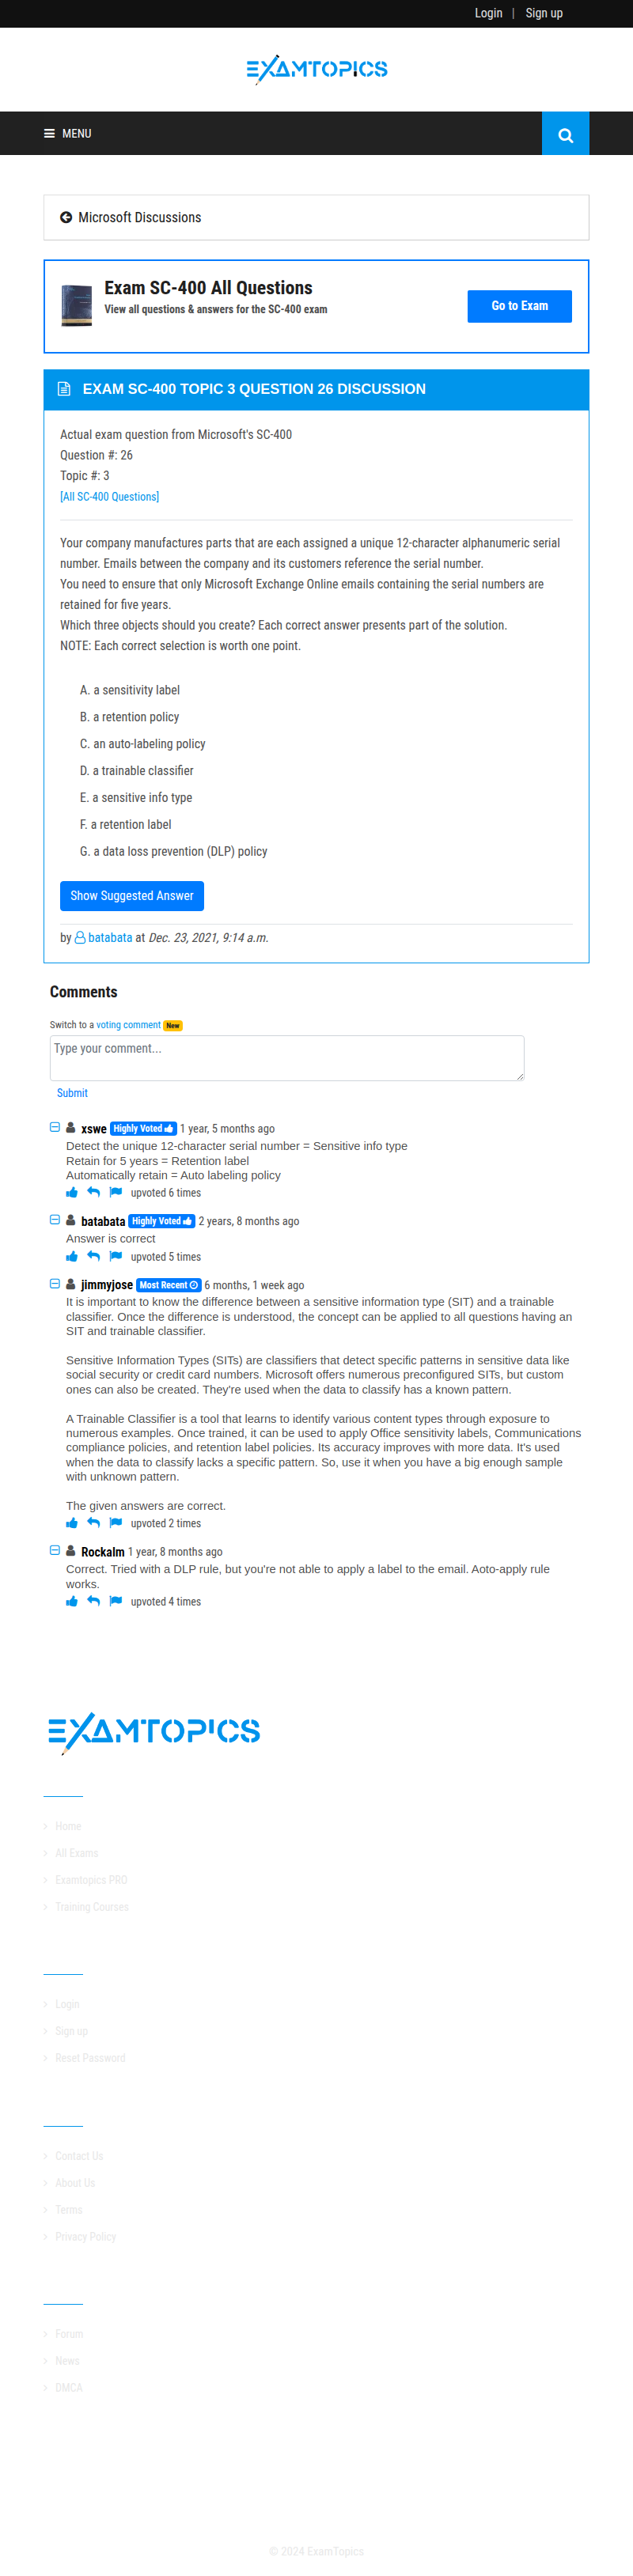 Login | Sign up
EXAMTOPICS
MENU
Microsoft Discussions
Exam SC-400 All Questions
View all questions & answers for the SC-400 exam
Go to Exam
EXAM SC-400 TOPIC 3 QUESTION 26 DISCUSSION
Actual exam question from Microsoft's SC-400
Question #: 26
Topic #: 3
[All SC-400 Questions]
Your company manufactures parts that are each assigned a unique 12-character alphanumeric serial
number. Emails between the company and its customers reference the serial number.
You need to ensure that only Microsoft Exchange Online emails containing the serial numbers are
retained for five years.
Which three objects should you create? Each correct answer presents part of the solution.
NOTE: Each correct selection is worth one point.
A. a sensitivity label
B. a retention policy
C. an auto-labeling policy
D. a trainable classifier
E. a sensitive info type
F. a retention label
G. a data loss prevention (DLP) policy
Show Suggested Answer
by batabata at Dec. 23, 2021, 9:14 a.m.
Comments
Switch to a voting comment New
Type your comment...
Submit
xswe Highly Voted 1 year, 5 months ago
Detect the unique 12-character serial number = Sensitive info type
Retain for 5 years = Retention label
Automatically retain = Auto labeling policy
upvoted 6 times
batabata Highly Voted 2 years, 8 months ago
Answer is correct
upvoted 5 times
jimmyjose Most Recent 6 months, 1 week ago
It is important to know the difference between a sensitive information type (SIT) and a trainable
classifier. Once the difference is understood, the concept can be applied to all questions having an
SIT and trainable classifier.
Sensitive Information Types (SITs) are classifiers that detect specific patterns in sensitive data like
social security or credit card numbers. Microsoft offers numerous preconfigured SITs, but custom
ones can also be created. They're used when the data to classify has a known pattern.
A Trainable Classifier is a tool that learns to identify various content types through exposure to
numerous examples. Once trained, it can be used to apply Office sensitivity labels, Communications
compliance policies, and retention label policies. Its accuracy improves with more data. It's used
when the data to classify lacks a specific pattern. So, use it when you have a big enough sample
with unknown pattern.
The given answers are correct.
upvoted 2 times
Rockalm 1 year, 8 months ago
Correct. Tried with a DLP rule, but you're not able to apply a label to the email. Aoto-apply rule
works.
upvoted 4 times
EXAMTOPICS
Home
All Exams
Examtopics PRO
Training Courses
Login
Sign up
Reset Password
Contact Us
About Us
Terms
Privacy Policy
Forum
News
DMCA
© 2024 ExamTopics